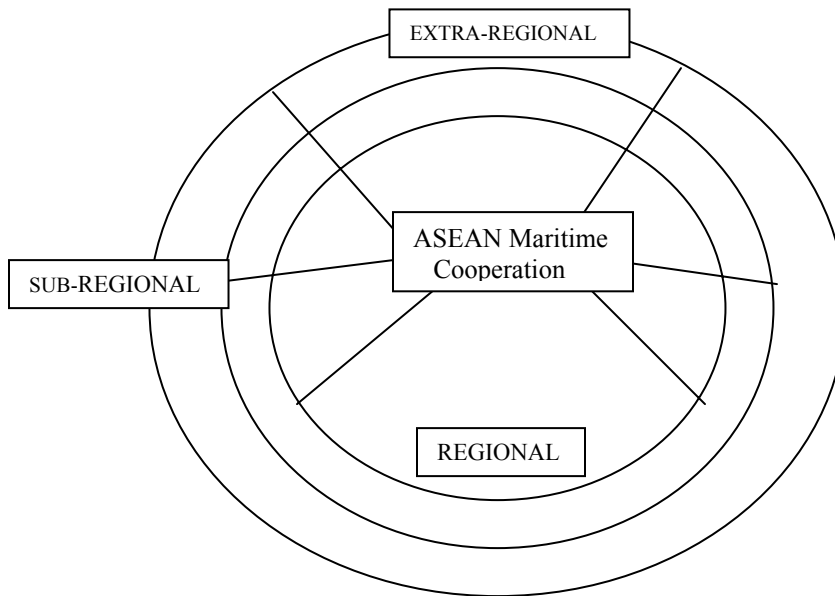 EXTRA-REGIONAL
ASEAN Maritime
Cooperation
SUB-REGIONAL
REGIONAL